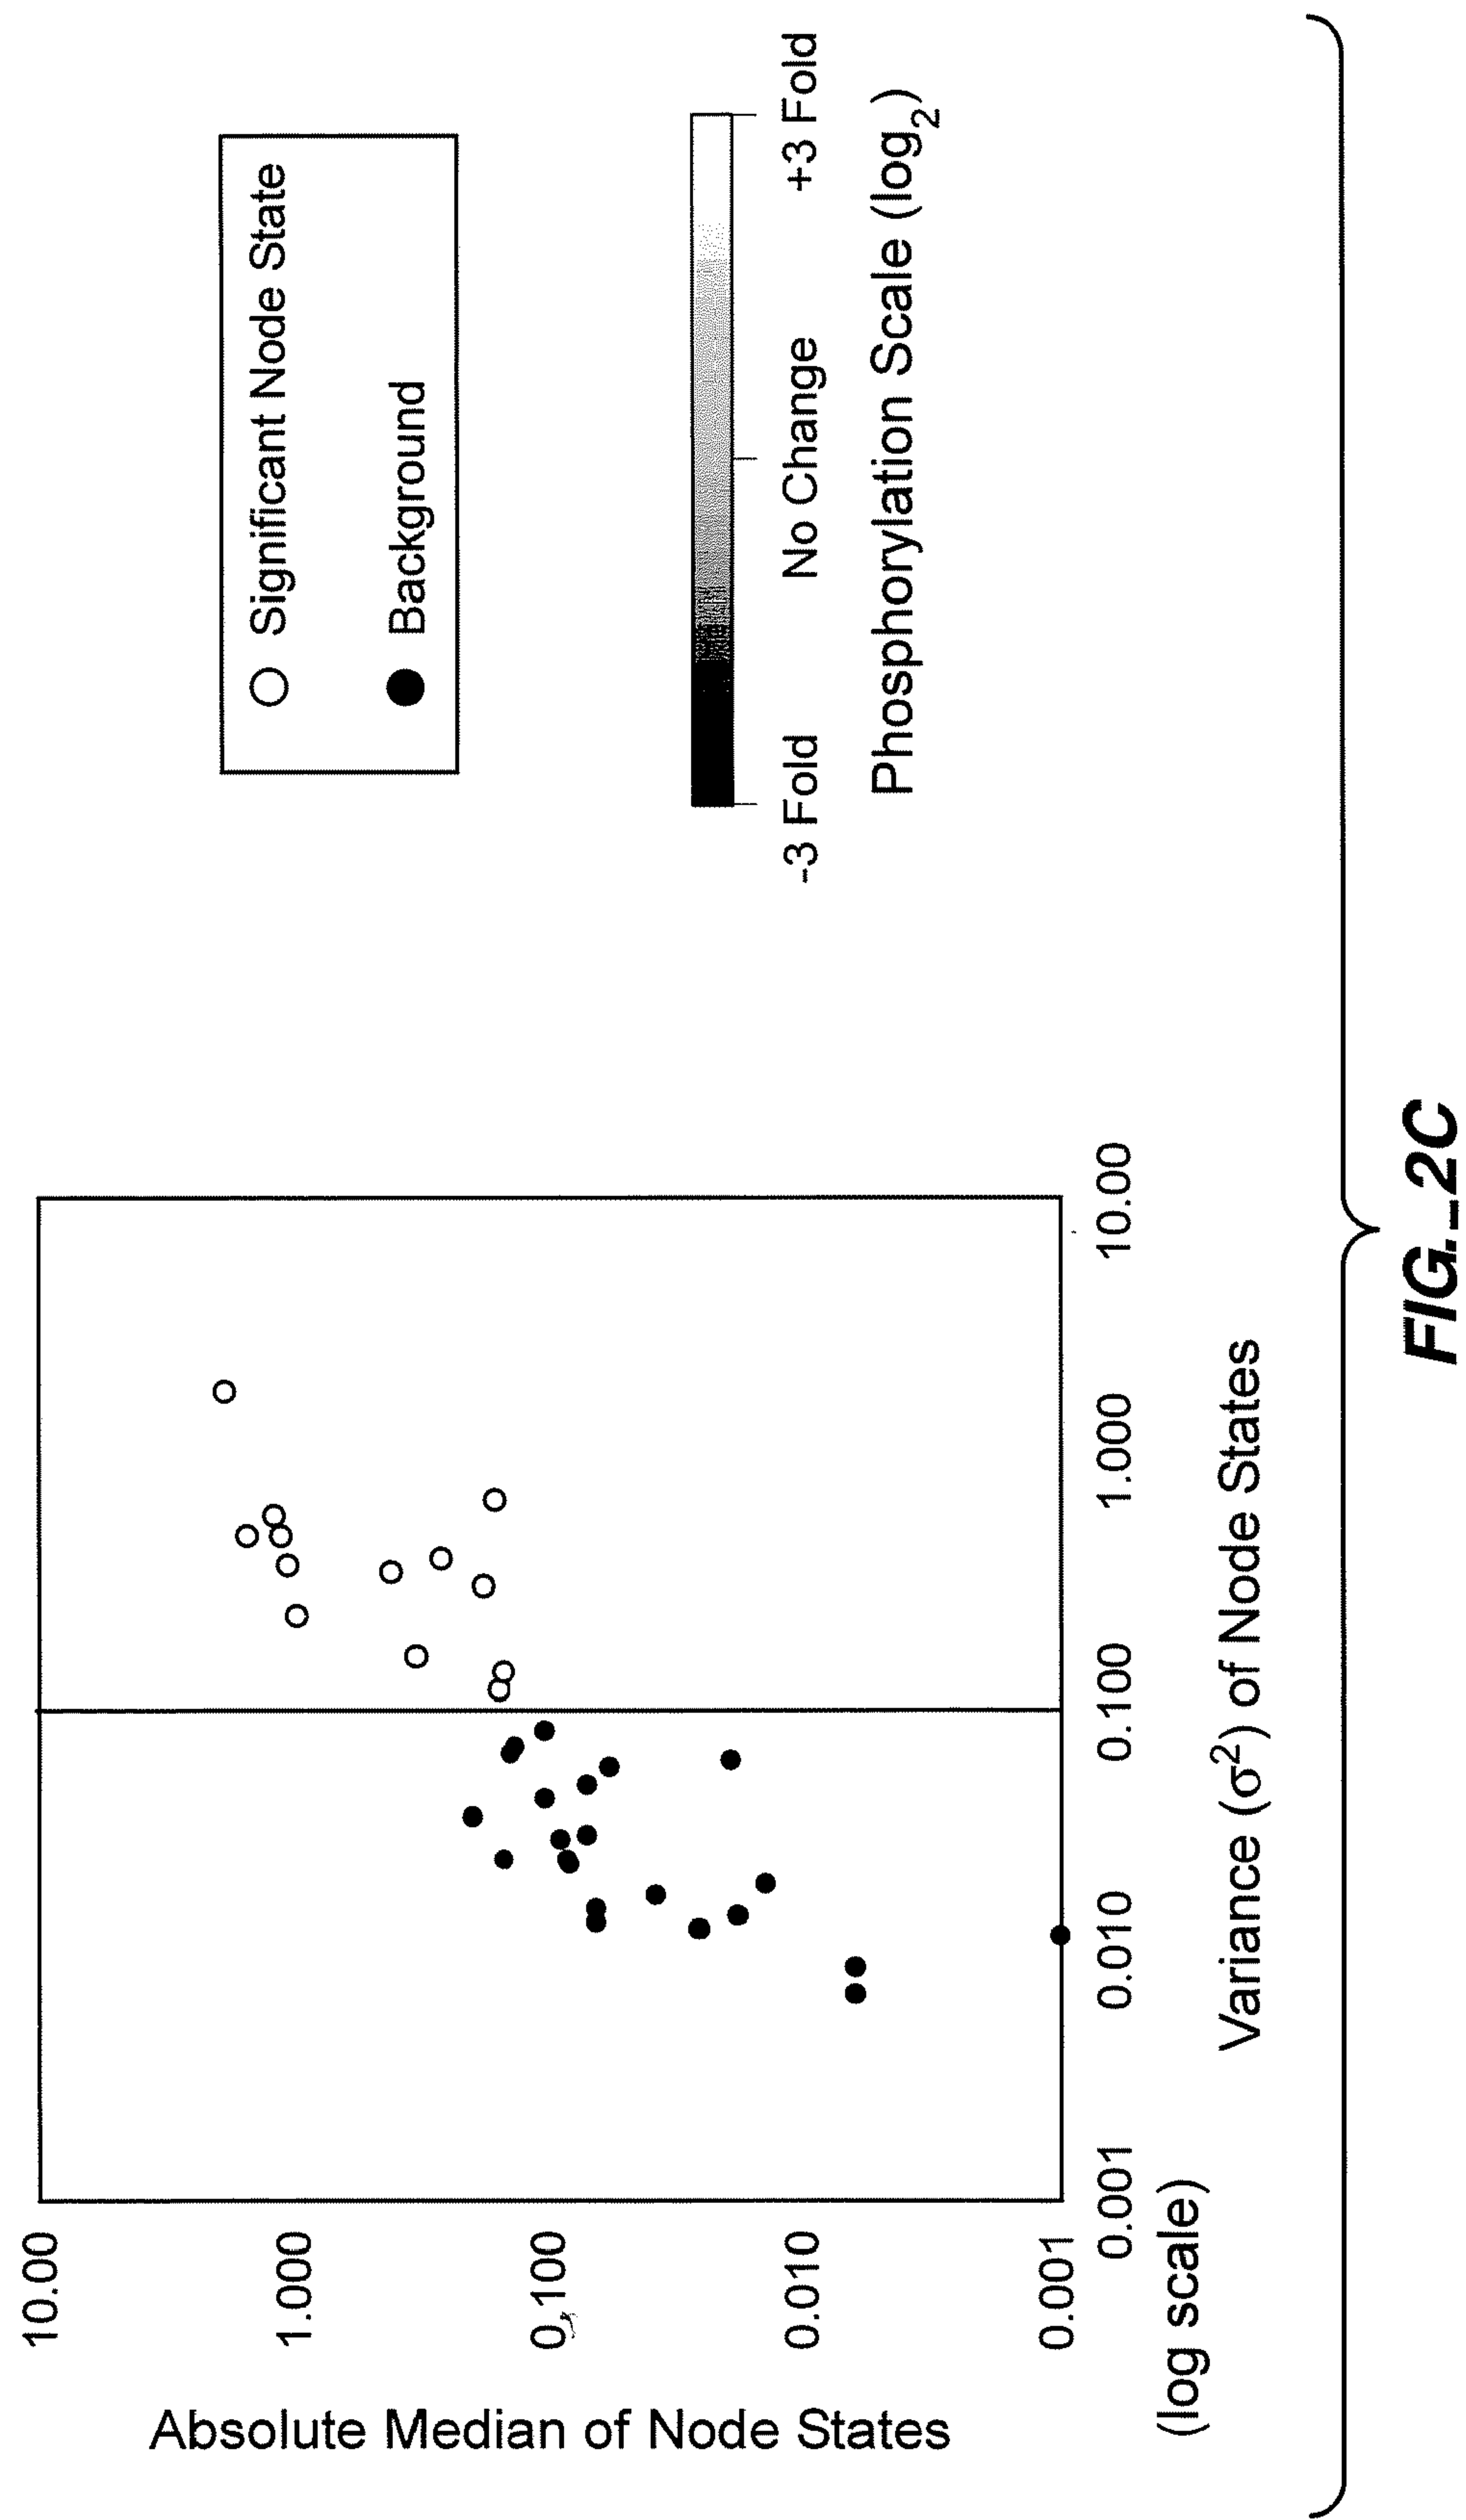 Absolute Median of Node States
10.00
1.000
0.100
0.010
0.001
0.001
0.010
0.100
1.000
10.00
(log scale)
Variance (σ²) of Node States
Significant Node State
Background
-3 Fold
No Change
+3 Fold
Phosphorylation Scale (log₂)
FIG._2C